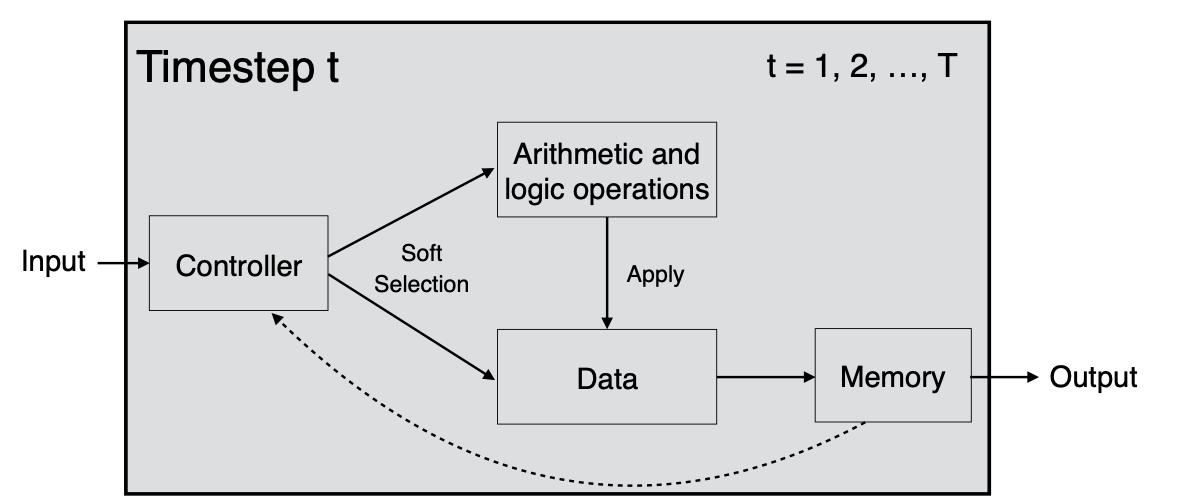 Timestep t
t = 1, 2, ..., T
Arithmetic and
logic operations
Input
Controller
Soft
Selection
Apply
Data
Memory
Output